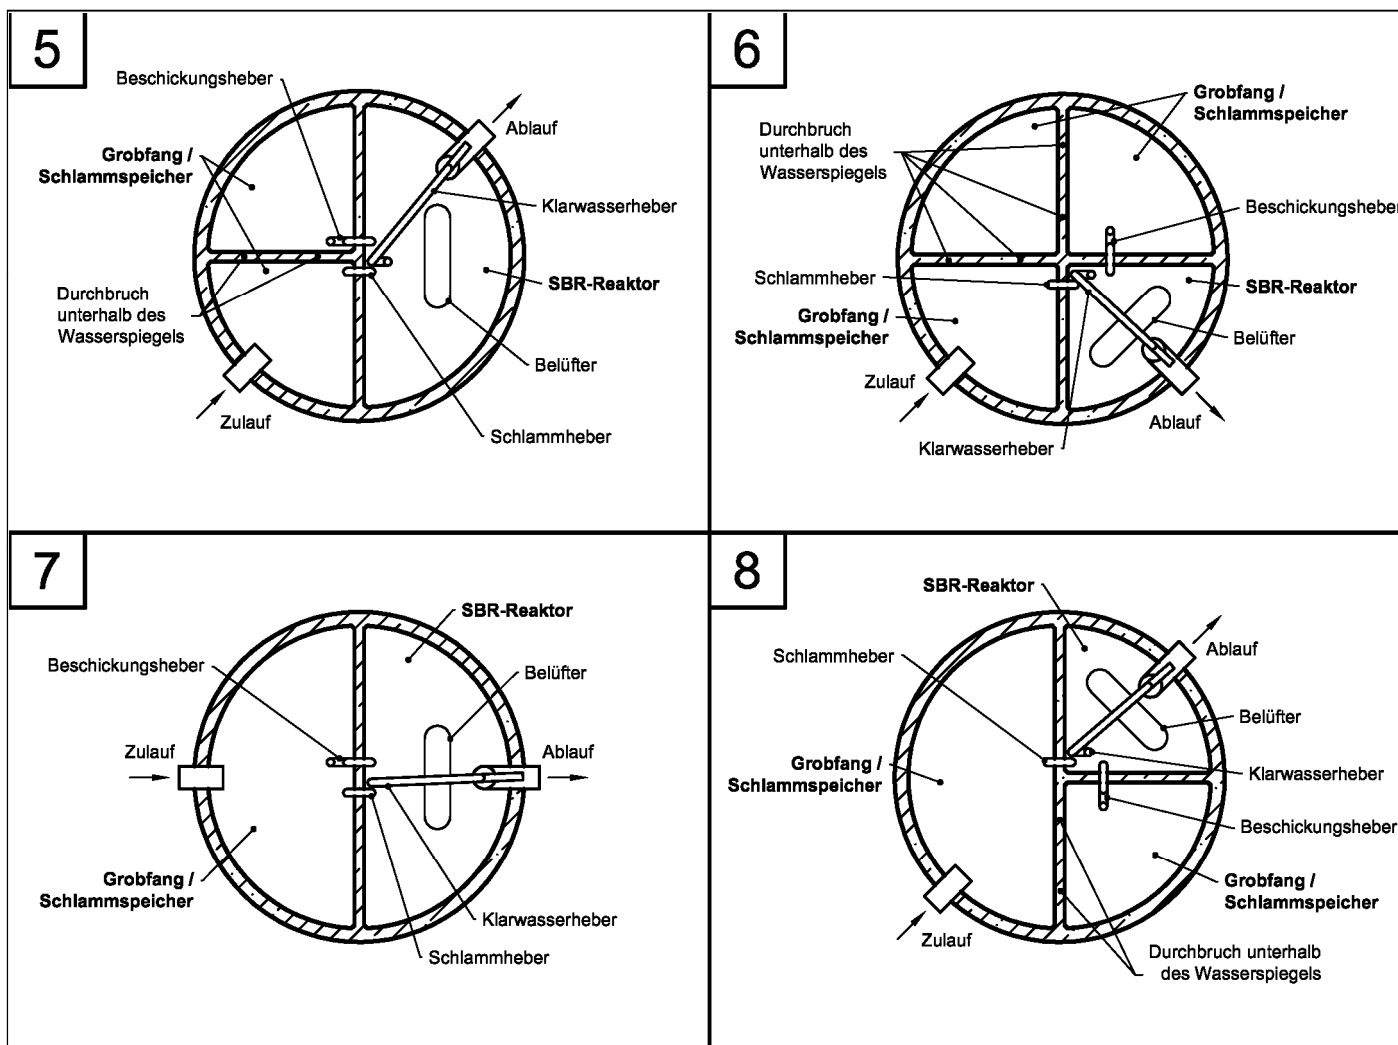 5
Beschickungsheber
Ablauf
Grobfang /
Schlammspeicher
Klarwasserheber
SBR-Reaktor
Durchbruch
unterhalb des
Wasserspiegels
Belüfter
Zulauf
Schlammheber
6
Grobfang /
Schlammspeicher
Durchbruch
unterhalb des
Wasserspiegels
Beschickungsheber
Schlammheber
SBR-Reaktor
Grobfang /
Schlammspeicher
Belüfter
Zulauf
Ablauf
Klarwasserheber
7
SBR-Reaktor
Beschickungsheber
Belüfter
Zulauf
Ablauf
Grobfang /
Schlammspeicher
Klarwasserheber
Schlammheber
8
SBR-Reaktor
Schlammheber
Ablauf
Belüfter
Grobfang /
Schlammspeicher
Klarwasserheber
Beschickungsheber
Grobfang /
Schlammspeicher
Zulauf
Durchbruch unterhalb
des Wasserspiegels